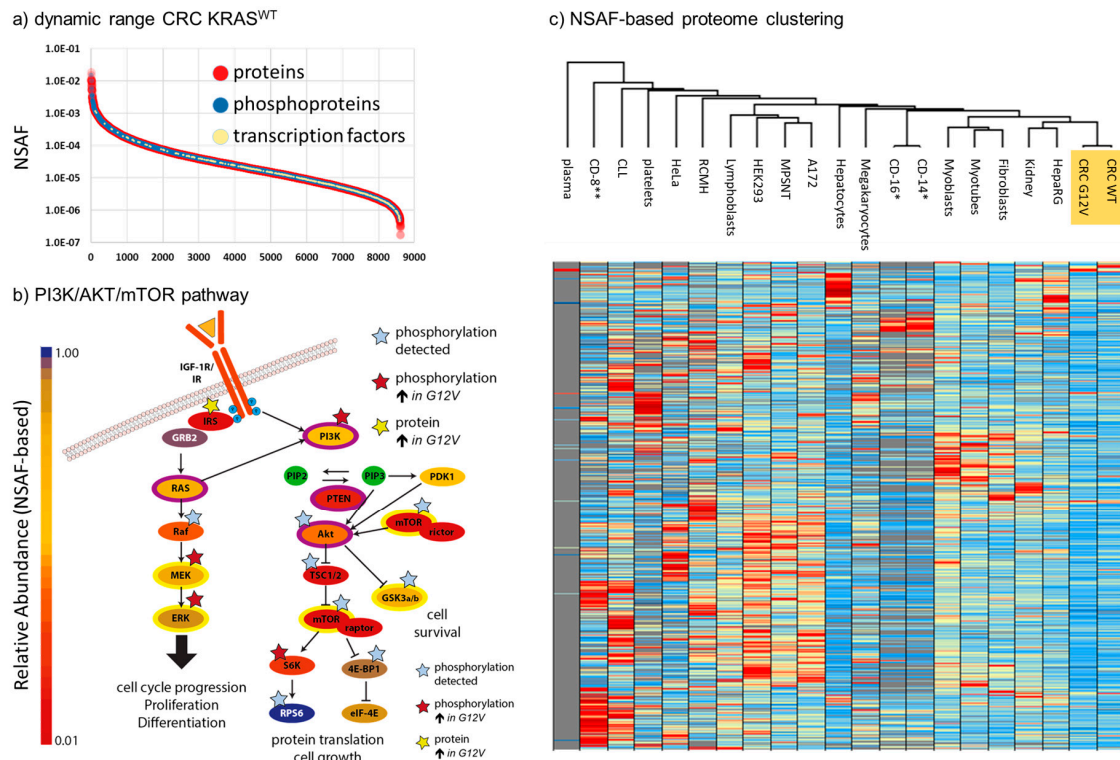 a) dynamic range CRC KRASWT
1.0E-01
1.0E-02
1.0E-03
1.0E-04
1.0E-05
1.0E-06
1.0E-07
NSAF
proteins
phosphoproteins
transcription factors
0 1000 2000 3000 4000 5000 6000 7000 8000 9000
b) PI3K/AKT/mTOR pathway
Relative Abundance (NSAF-based)
1.00
0.01
IGF-1R/
IR
IRS
GRB2
RAS
Raf
MEK
ERK
cell cycle progression
Proliferation
Differentiation
PI3K
PIP2
PIP3
PDK1
PTEN
Akt
mTOR
rictor
TSC1/2
GSK3a/b
cell
survival
mTOR
raptor
S6K
4E-BP1
RPS6
eIF-4E
protein translation
cell growth
phosphorylation
detected
phosphorylation
↑ in G12V
protein
↑ in G12V
phosphorylation
detected
phosphorylation
↑ in G12V
protein
↑ in G12V
c) NSAF-based proteome clustering
plasma
CD-8**
CLL
platelets
HeLa
RCMH
Lymphoblasts
HEK293
MPSNT
A172
Hepatocytes
Megakaryocytes
CD-16*
CD-14*
Myoblasts
Myotubes
Fibroblasts
Kidney
HepaRG
CRC G12V
CRC WT